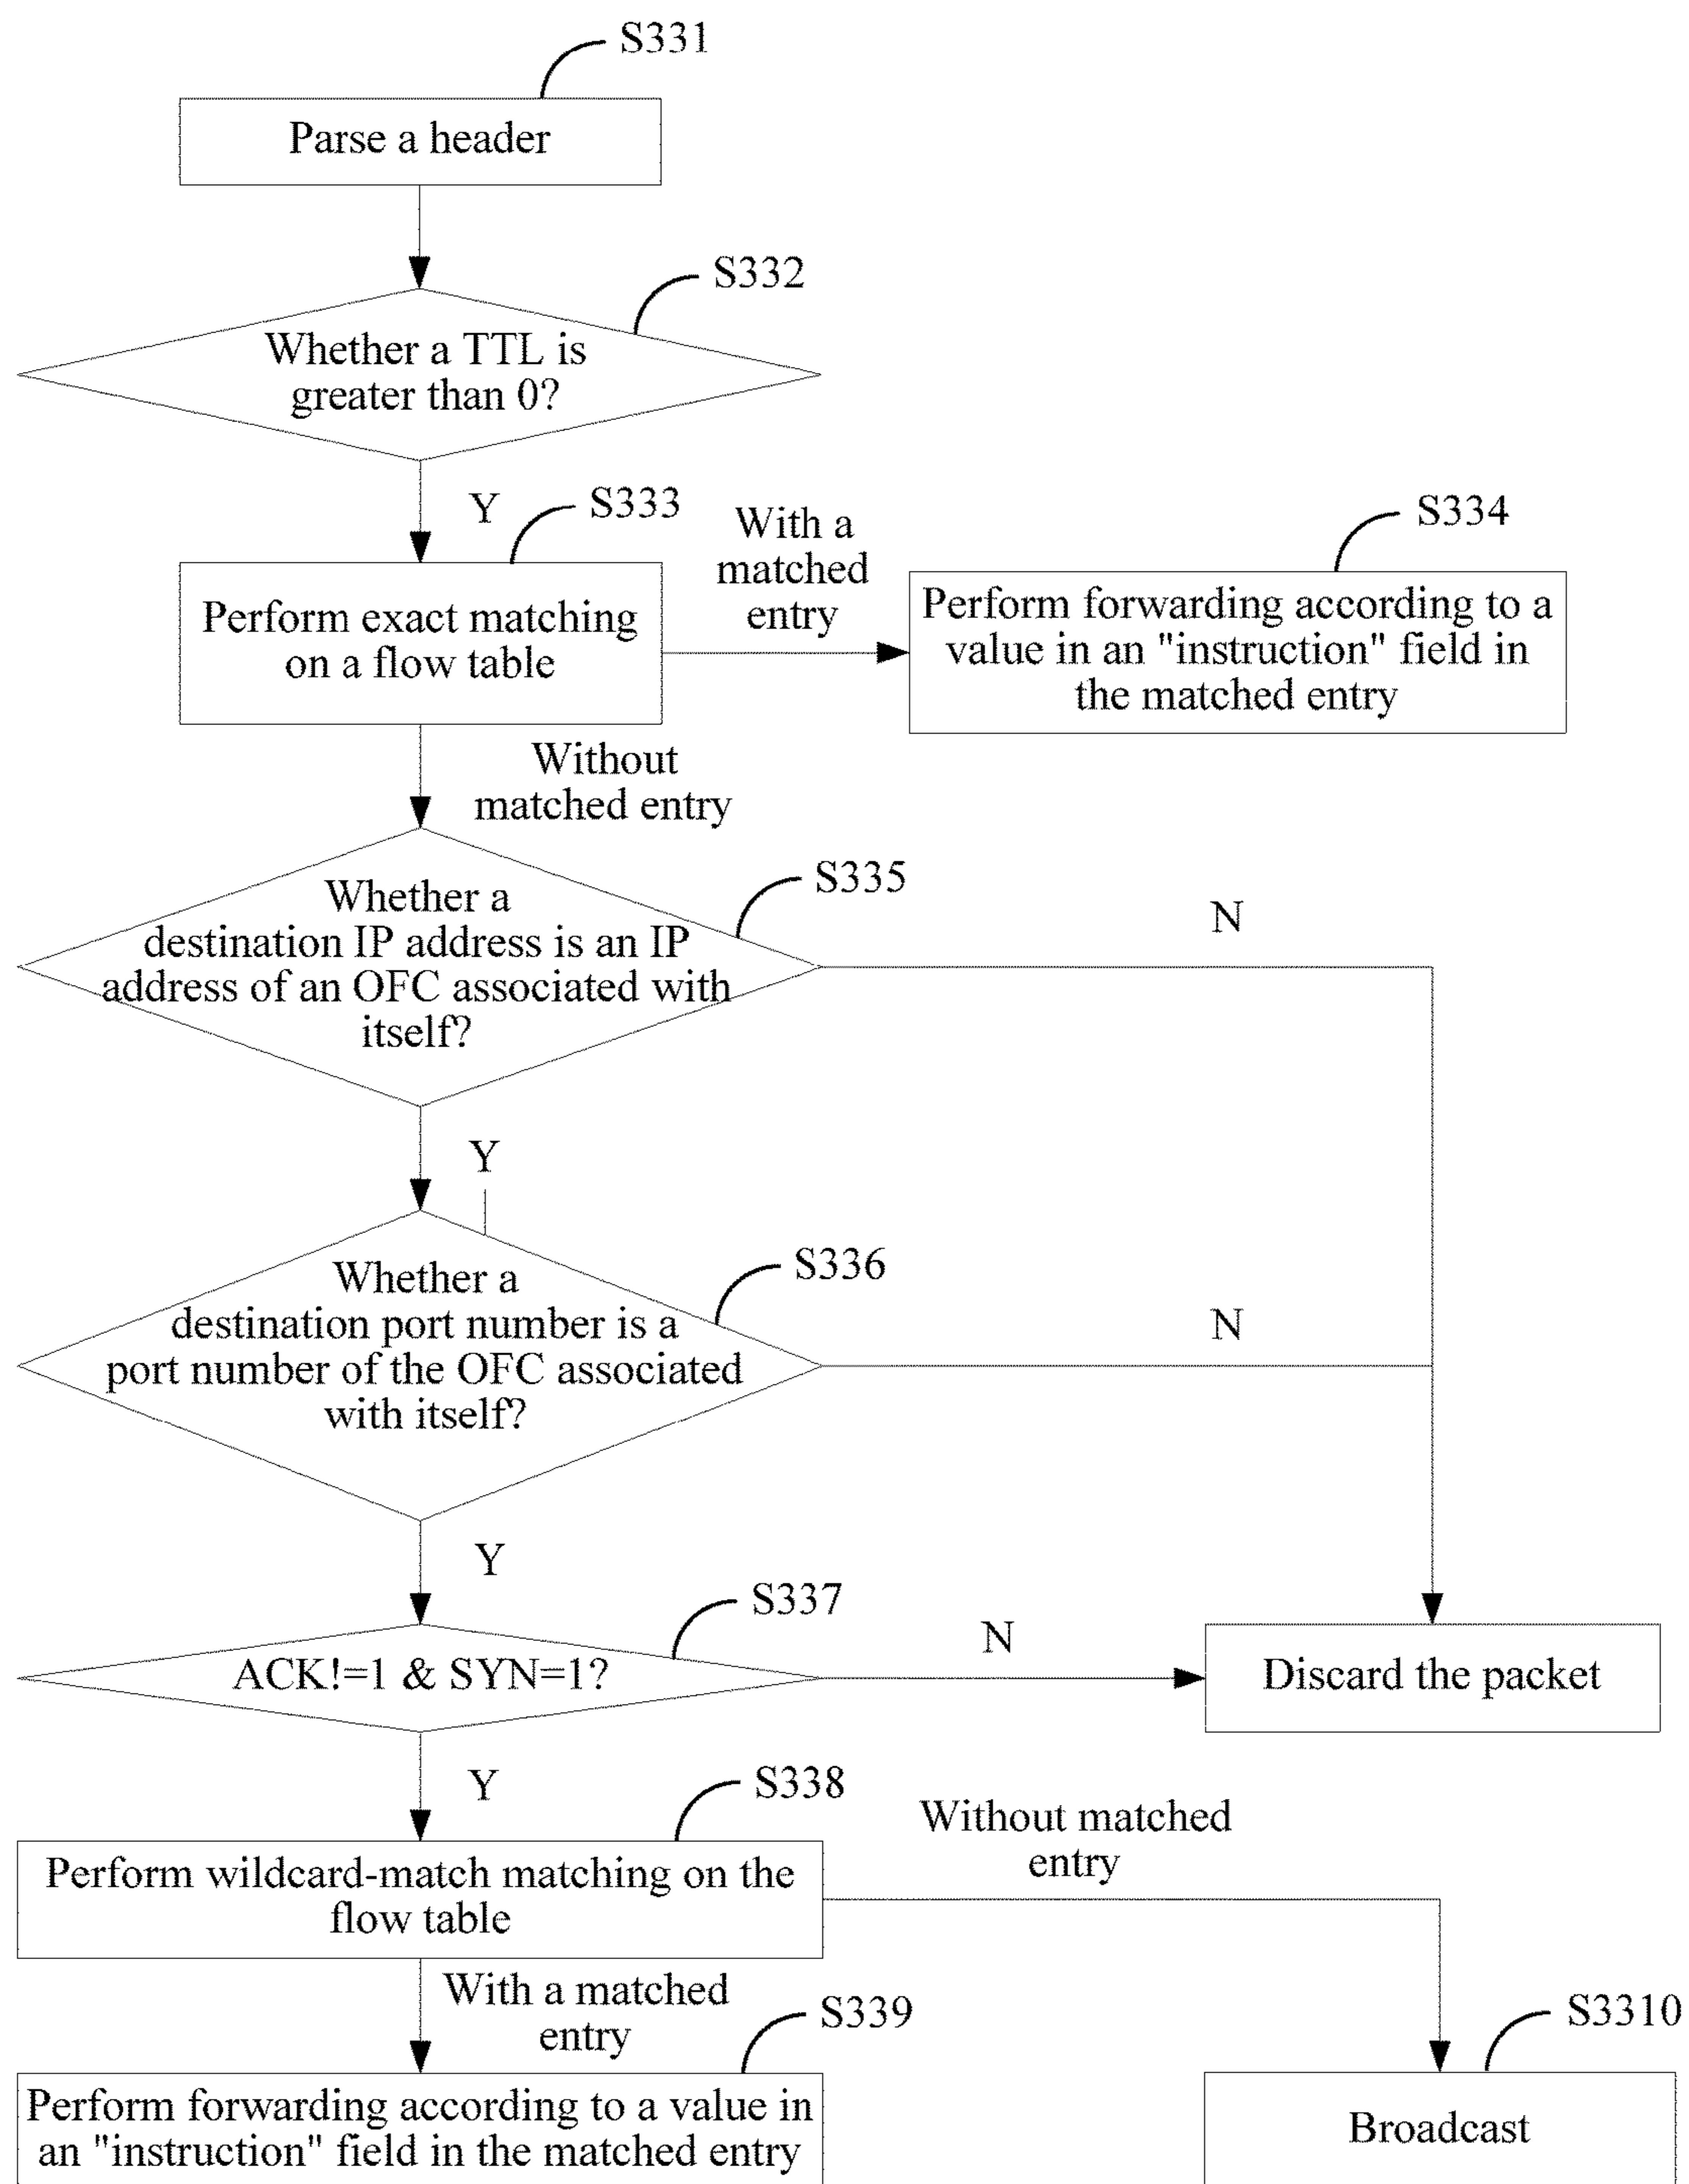 S331
Parse a header
S332
Whether a TTL is
greater than 0?
Y
S333
With a
matched
entry
S334
Perform exact matching
on a flow table
Perform forwarding according to a
value in an "instruction" field in
the matched entry
Without
matched entry
S335
Whether a
destination IP address is an IP
address of an OFC associated with
itself?
N
Y
S336
Whether a
destination port number is a
port number of the OFC associated
with itself?
N
Y
S337
ACK!=1 & SYN=1?
N
Discard the packet
Y
S338
Perform wildcard-match matching on the
flow table
Without matched
entry
With a matched
entry
S339
S3310
Perform forwarding according to a value in
an "instruction" field in the matched entry
Broadcast